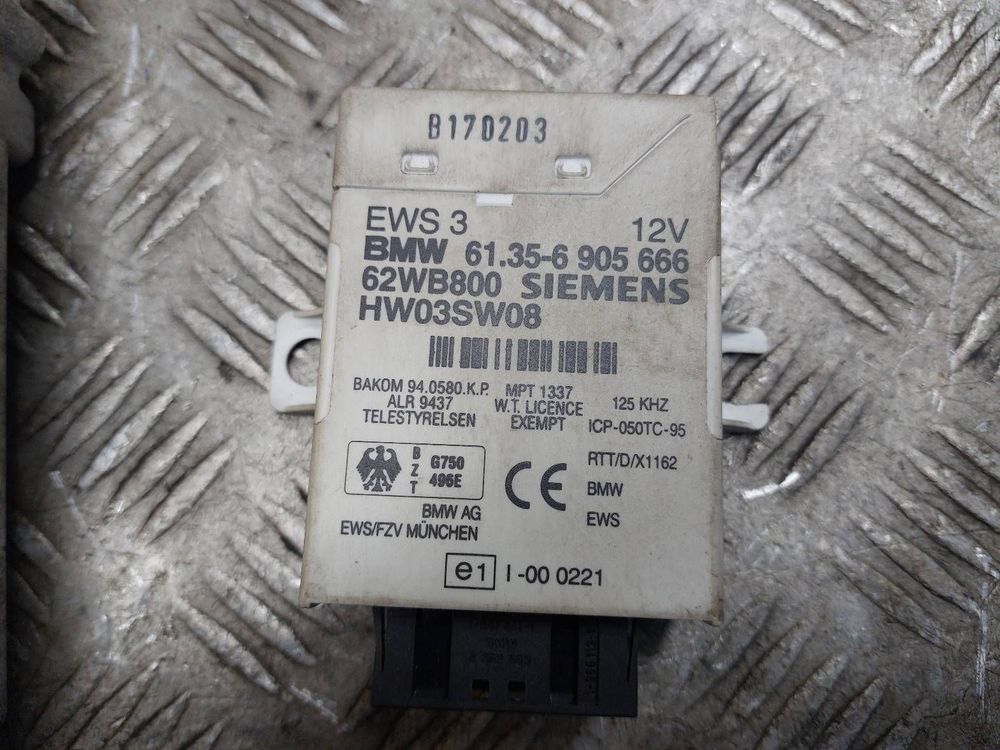 B170203
EWS 3 12V
BMW 61.35-6 905 666
62WB800 SIEMENS
HW03SW08
BAKOM 94.0580.K.P. MPT 1337
ALR 9437 W.T. LICENCE 125 KHZ
TELESTYRELSEN EXEMPT ICP-050TC-95
BZT G750 496E CE RTT/D/X1162
BMW
BMW AG EWS
EWS/FZV MÜNCHEN
e1 I-00 0221